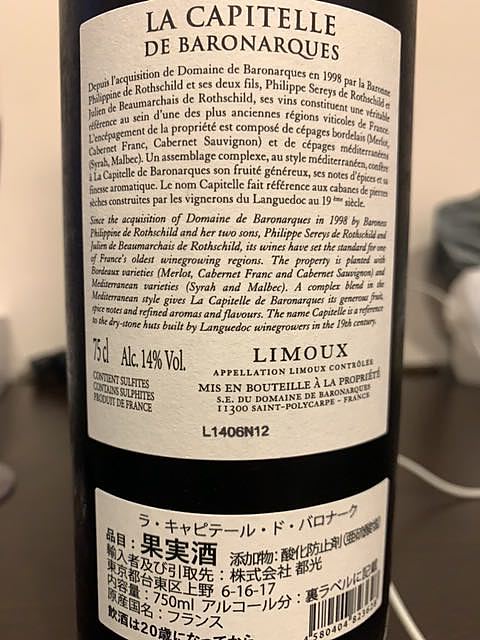 LA CAPITELLE
DE BARONARQUES
Depuis l'acquisition de Domaine de Baronarques en 1998 par la Baronne
Philippine de Rothschild et ses deux fils, Philippe Sereys de Rothschild et
Julien de Beaumarchais de Rothschild, ses vins constituent une véritable
référence au sein d'une des plus anciennes régions viticoles de France.
L'encépagement de la propriété est composé de cépages bordelais (Merlot,
Cabernet Franc, Cabernet Sauvignon) et de cépages méditerranéens
(Syrah, Malbec). Un assemblage complexe, au style méditerranéen, confère
à La Capitelle de Baronarques son fruité généreux, ses notes d'épices et sa
finesse aromatique. Le nom Capitelle fait référence aux cabanes de pierres
sèches construites par les vignerons du Languedoc au 19ème siècle.
Since the acquisition of Domaine de Baronarques in 1998 by Baroness
Philippine de Rothschild and her two sons, Philippe Sereys de Rothschild and
Julien de Beaumarchais de Rothschild, its wines have set the standard for one
of France's oldest winegrowing regions. The property is planted with
Bordeaux varieties (Merlot, Cabernet Franc and Cabernet Sauvignon) and
Mediterranean varieties (Syrah and Malbec). A complex blend in the
Mediterranean style gives La Capitelle de Baronarques its generous fruit,
spice notes and refined aromas and flavours. The name Capitelle is a reference
to the dry-stone huts built by Languedoc winegrowers in the 19th century.
75 cl Alc. 14% Vol.
CONTIENT SULFITES
CONTAINS SULPHITES
PRODUIT DE FRANCE
LIMOUX
APPELLATION LIMOUX CONTRÔLÉE
MIS EN BOUTEILLE À LA PROPRIÉTÉ
S.E. DU DOMAINE DE BARONARQUES
11300 SAINT-POLYCARPE - FRANCE
L1406N12
ラ・キャピテール・ド・バロナーク
品目：果実酒 添加物：酸化防止剤(亜硫酸塩)
輸入者及び引取先：株式会社 都光
東京都台東区上野 6-16-17
内容量：750ml アルコール分：裏ラベルに記載
原産国：フランス
飲酒は20歳になってから